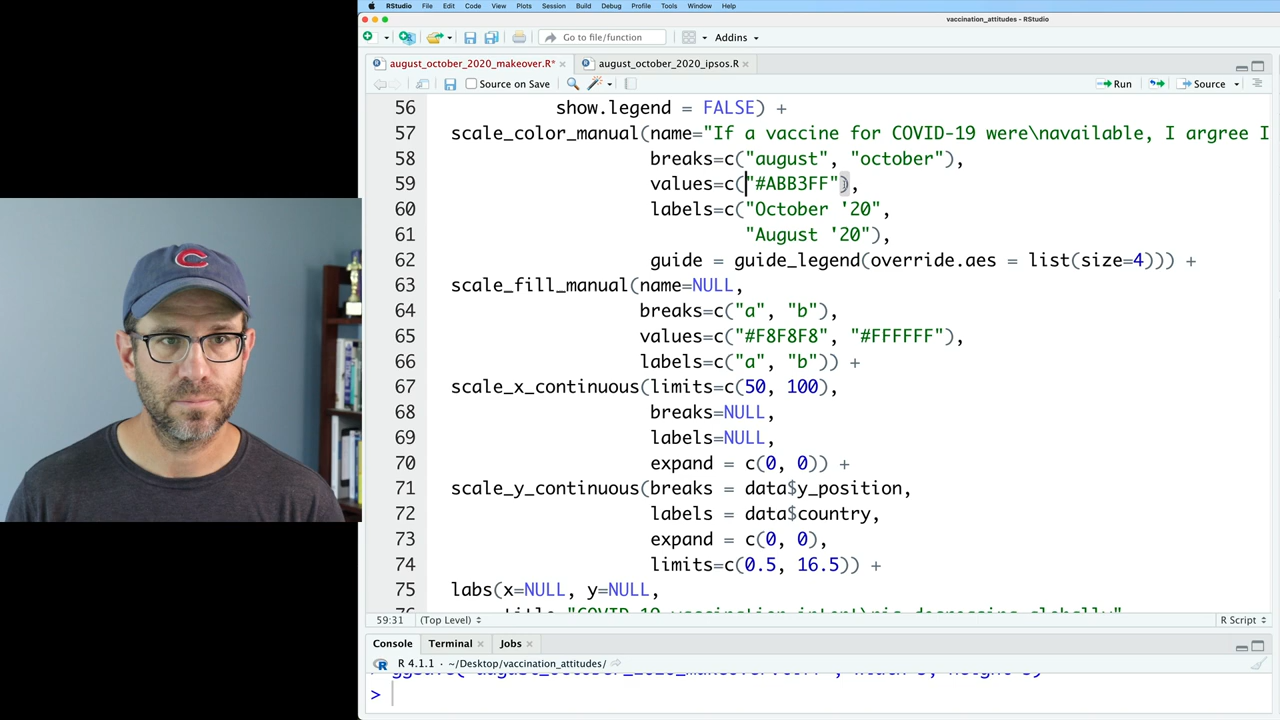 RStudio File Edit Code View Plots Session Build Debug Profile Tools Window Help
vaccination_attitudes - RStudio
Go to file/function Addins
august_october_2020_makeover.R* august_october_2020_ipsos.R
Source on Save Run Source
56 show.legend = FALSE) +
57 scale_color_manual(name="If a vaccine for COVID-19 were\navailable, I argree I
58 breaks=c("august", "october"),
59 values=c("#ABB3FF"),
60 labels=c("October '20",
61 "August '20"),
62 guide = guide_legend(override.aes = list(size=4))) +
63 scale_fill_manual(name=NULL,
64 breaks=c("a", "b"),
65 values=c("#F8F8F8", "#FFFFFF"),
66 labels=c("a", "b")) +
67 scale_x_continuous(limits=c(50, 100),
68 breaks=NULL,
69 labels=NULL,
70 expand = c(0, 0)) +
71 scale_y_continuous(breaks = data$y_position,
72 labels = data$country,
73 expand = c(0, 0),
74 limits=c(0.5, 16.5)) +
75 labs(x=NULL, y=NULL,
59:31 (Top Level) R Script
Console Terminal Jobs
R 4.1.1 · ~/Desktop/vaccination_attitudes/
>
C